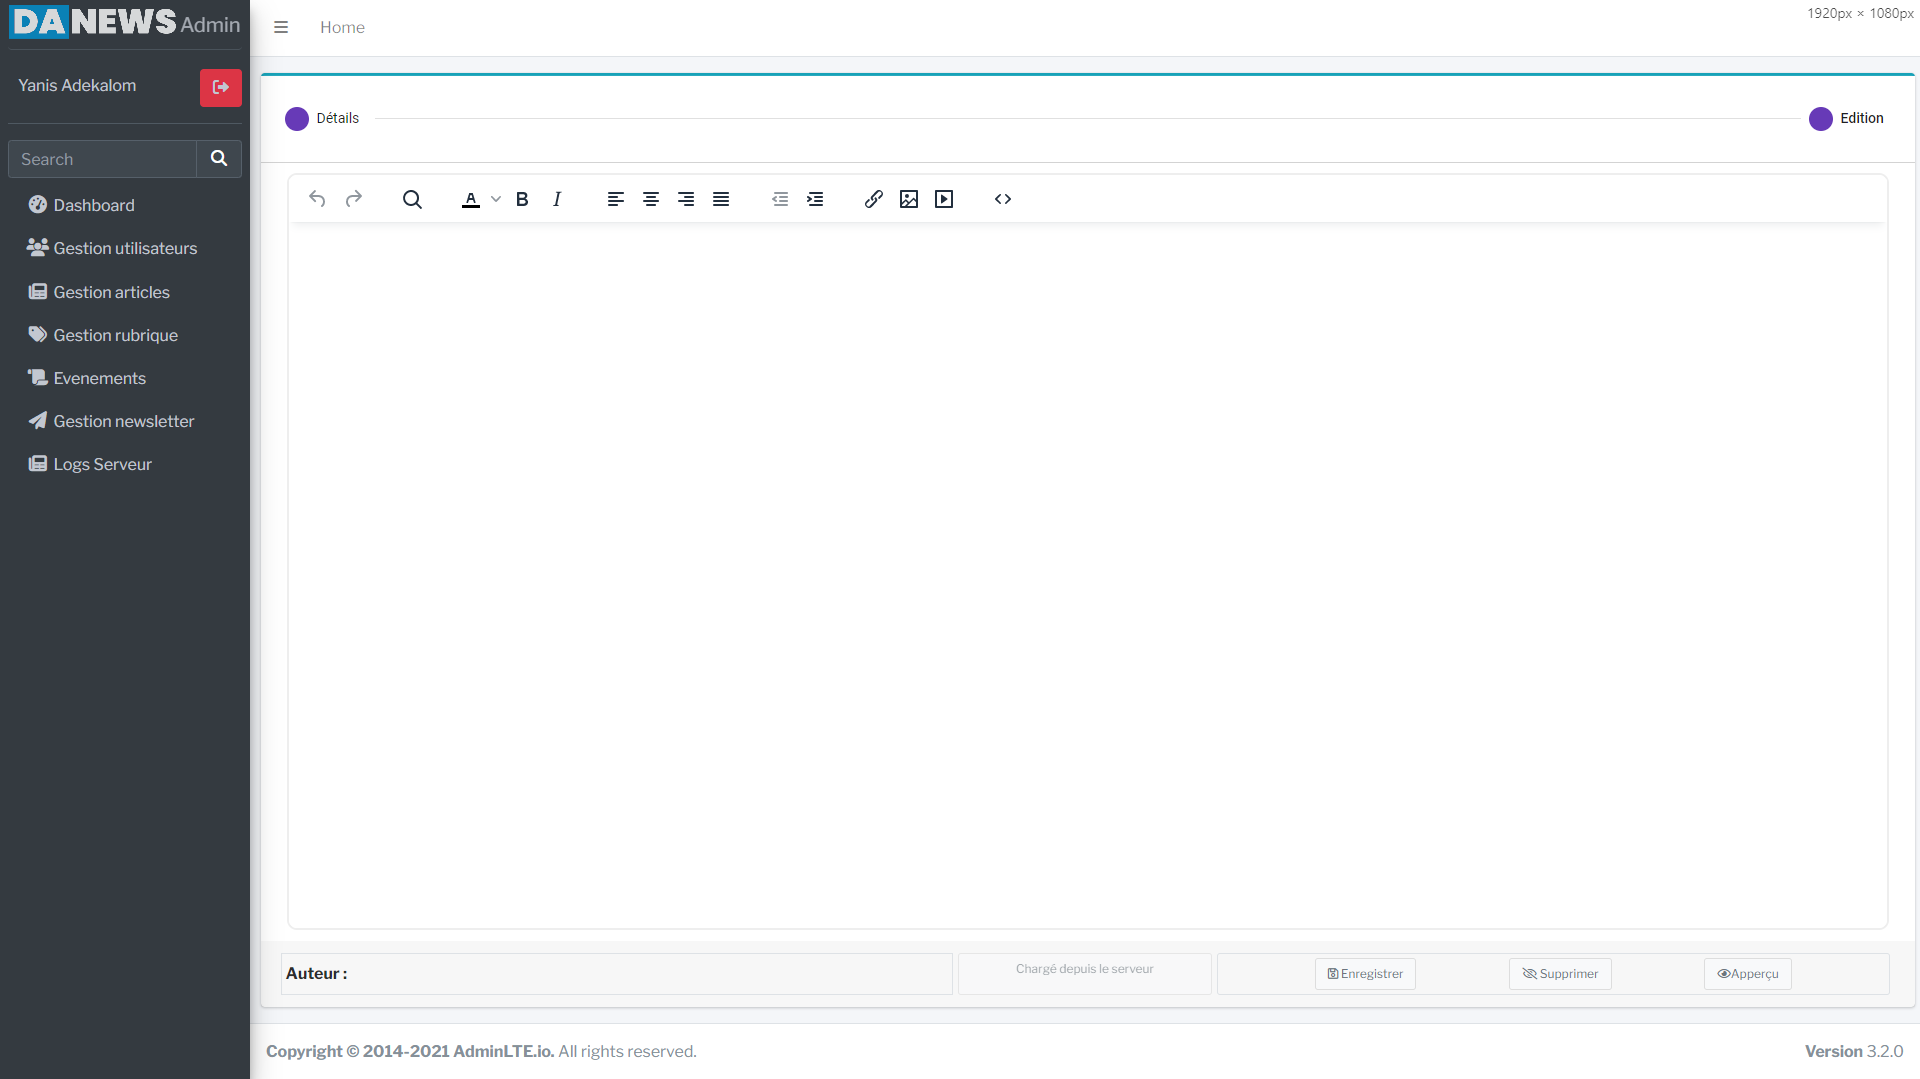 DANEWS Admin
Home
1920px × 1080px
Yanis Adekalom
Search
Dashboard
Gestion utilisateurs
Gestion articles
Gestion rubrique
Evenements
Gestion newsletter
Logs Serveur
Détails
Edition
A B I
Auteur :
Chargé depuis le serveur
Enregistrer
Supprimer
Apperçu
Copyright © 2014-2021 AdminLTE.io. All rights reserved.
Version 3.2.0